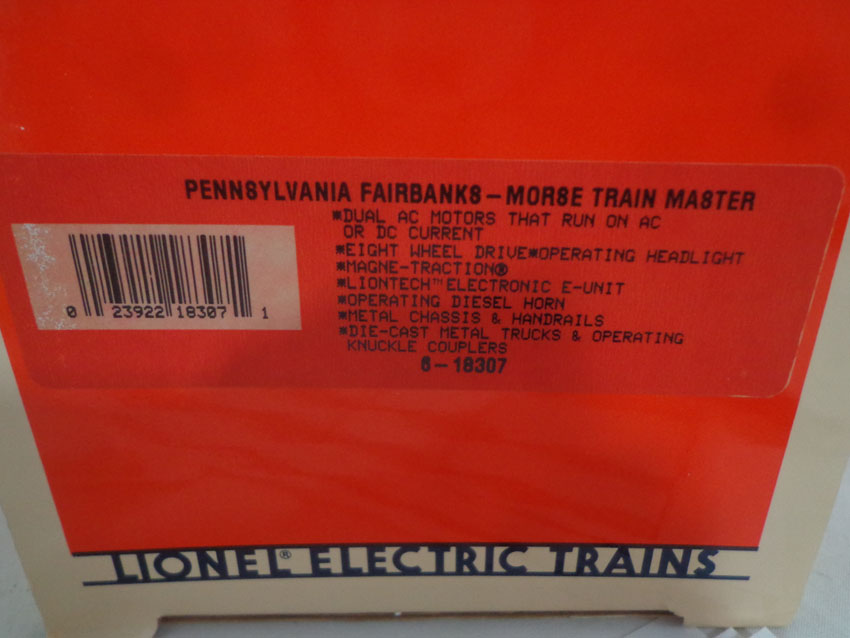 PENNSYLVANIA FAIRBANKS-MORSE TRAIN MASTER
*DUAL AC MOTORS THAT RUN ON AC
OR DC CURRENT
*EIGHT WHEEL DRIVE*OPERATING HEADLIGHT
*MAGNE-TRACTION®
*LIONTECH™ ELECTRONIC E-UNIT
*OPERATING DIESEL HORN
*METAL CHASSIS & HANDRAILS
*DIE-CAST METAL TRUCKS & OPERATING
KNUCKLE COUPLERS
6-18307
0 23922 18307 1
LIONEL® ELECTRIC TRAINS